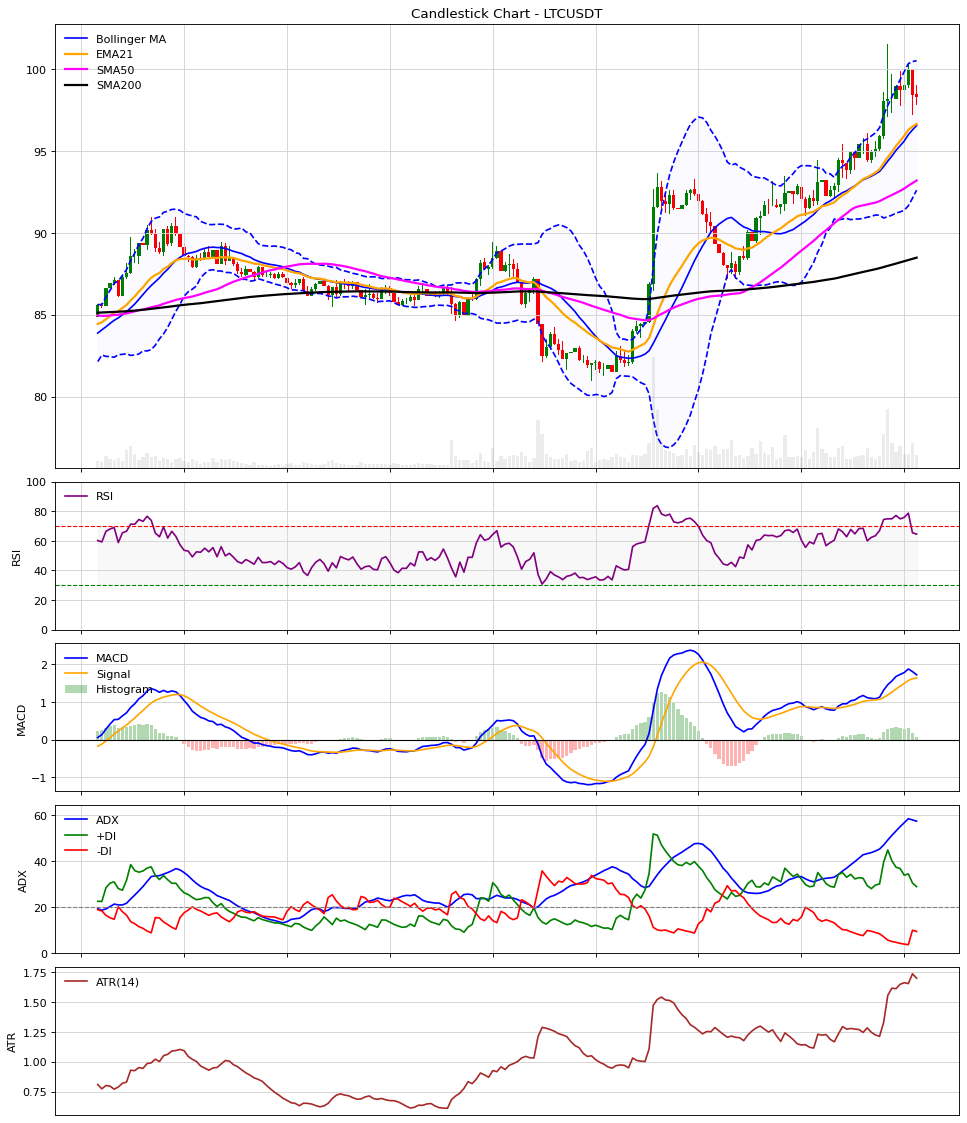 Candlestick Chart - LTCUSDT
Bollinger MA
EMA21
SMA50
SMA200
100
95
90
85
80
RSI
100
80
60
40
20
0
RSI
MACD
Signal
Histogram
2
1
0
−1
MACD
ADX
+DI
-DI
60
40
20
0
ADX
ATR(14)
1.75
1.50
1.25
1.00
0.75
ATR